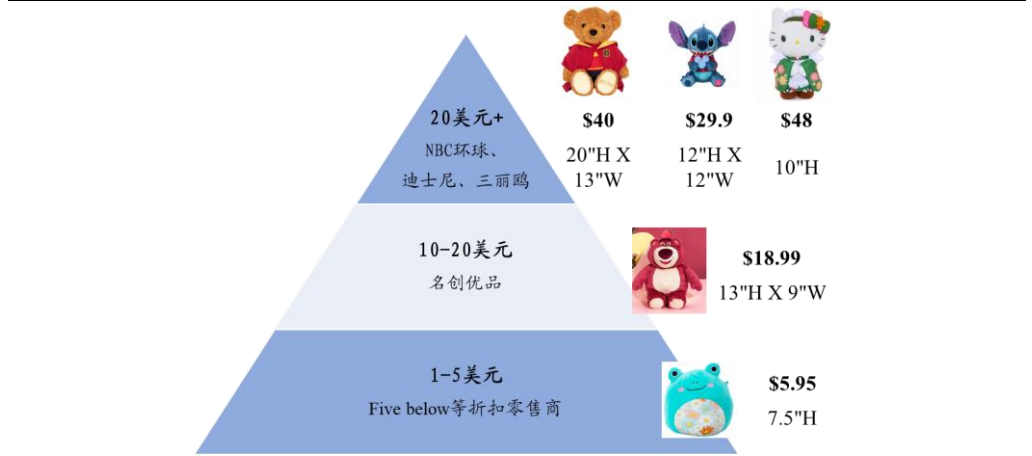 20美元+
NBC环球、
迪士尼、三丽鸥
$40
20"H X
13"W
$29.9
12"H X
12"W
$48
10"H
10-20美元
名创优品
$18.99
13"H X 9"W
1-5美元
Five below等折扣零售商
$5.95
7.5"H